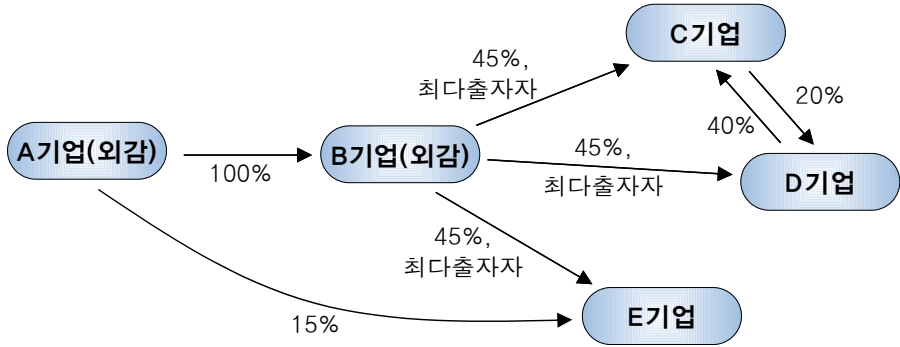 C기업
45%,
최다출자자
20%
40%
A기업(외감)
B기업(외감)
100%
45%,
최다출자자
D기업
45%,
최다출자자
15%
E기업